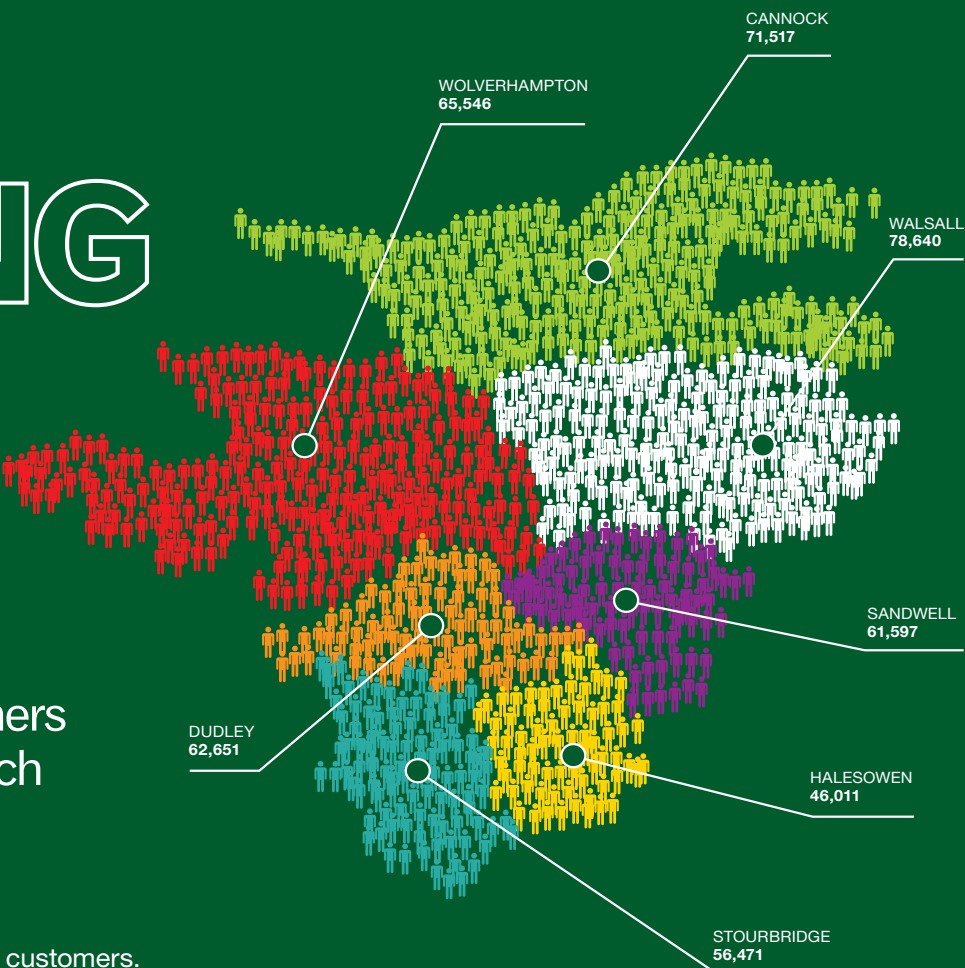 CANNOCK
71,517
WOLVERHAMPTON
65,546
WALSALL
78,640
SANDWELL
61,597
DUDLEY
62,651
HALESOWEN
46,011
STOURBRIDGE
56,471
customers.